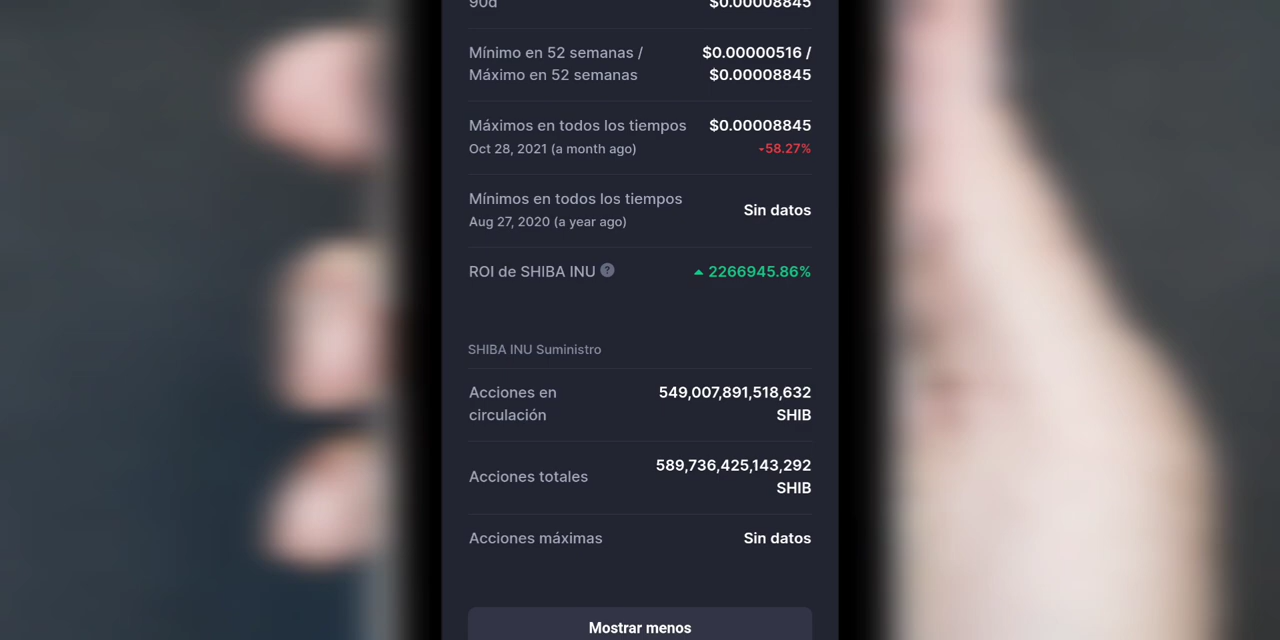 90d $0.00008845
Mínimo en 52 semanas / $0.00000516 /
Máximo en 52 semanas $0.00008845
Máximos en todos los tiempos $0.00008845
Oct 28, 2021 (a month ago) 58.27%
Mínimos en todos los tiempos
Sin datos
Aug 27, 2020 (a year ago)
ROI de SHIBA INU ? 2266945.86%
SHIBA INU Suministro
Acciones en 549,007,891,518,632
circulación SHIB
589,736,425,143,292
Acciones totales
SHIB
Acciones máximas Sin datos
Mostrar menos